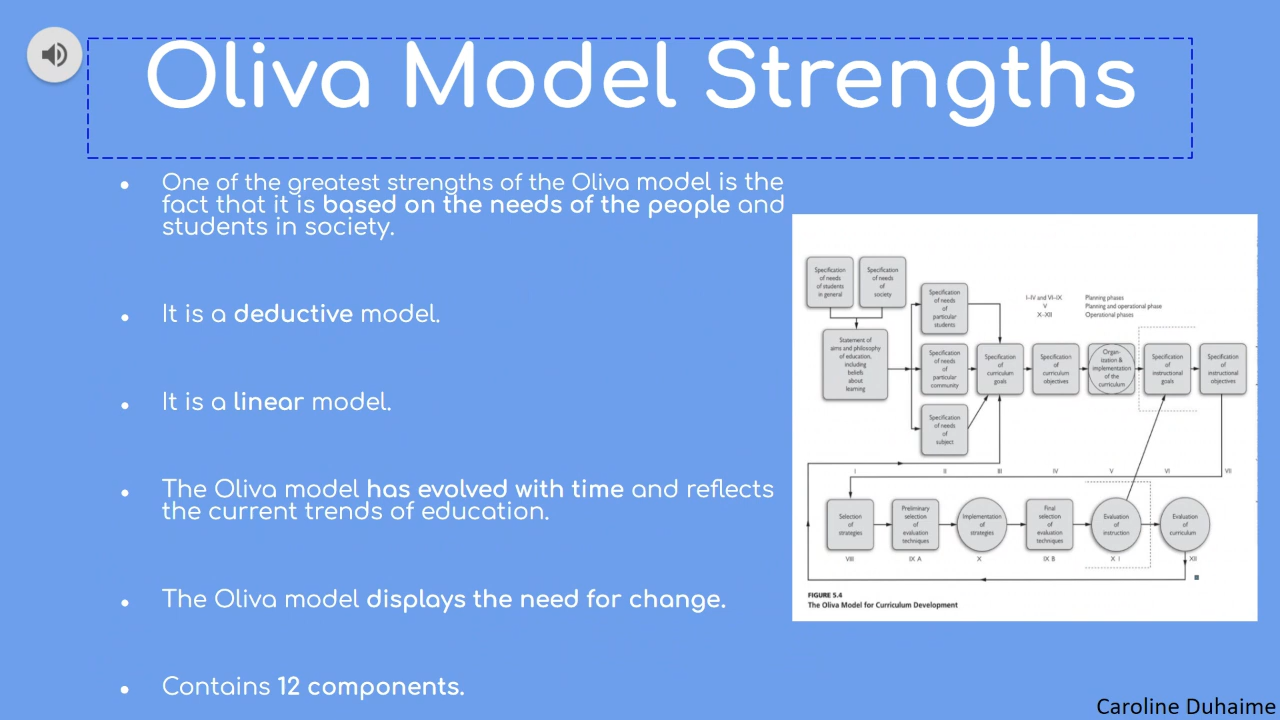 Oliva Model Strengths
One of the greatest strengths of the Oliva model is the
fact that it is based on the needs of the people and
students in society.
It is a deductive model.
It is a linear model.
The Oliva model has evolved with time and reflects
the current trends of education.
The Oliva model displays the need for change.
Contains 12 components.
Specification
of needs
of students
in general
Specification
of needs
of
society
Specification
of needs
of
particular
students
I–IV and VI–IX Planning phases
V Planning and operational phase
X–XII Operational phases
Statement of
aims and philosophy
of education,
including
beliefs
about
learning
Specification
of needs
of
particular
community
Specification
of
curriculum
goals
Specification
of
curriculum
objectives
Organ-
ization &
implementation
of the
curriculum
Specification
of
instructional
goals
Specification
of
instructional
objectives
Specification
of needs
of
subject
I II III IV V VI VII
Selection
of
strategies
Preliminary
selection
of
evaluation
techniques
Implementation
of
strategies
Final
selection
of
evaluation
techniques
Evaluation
of
instruction
Evaluation
of
curriculum
VIII IX A X IX B X I XII
FIGURE 5.4
The Oliva Model for Curriculum Development
Caroline Duhaime